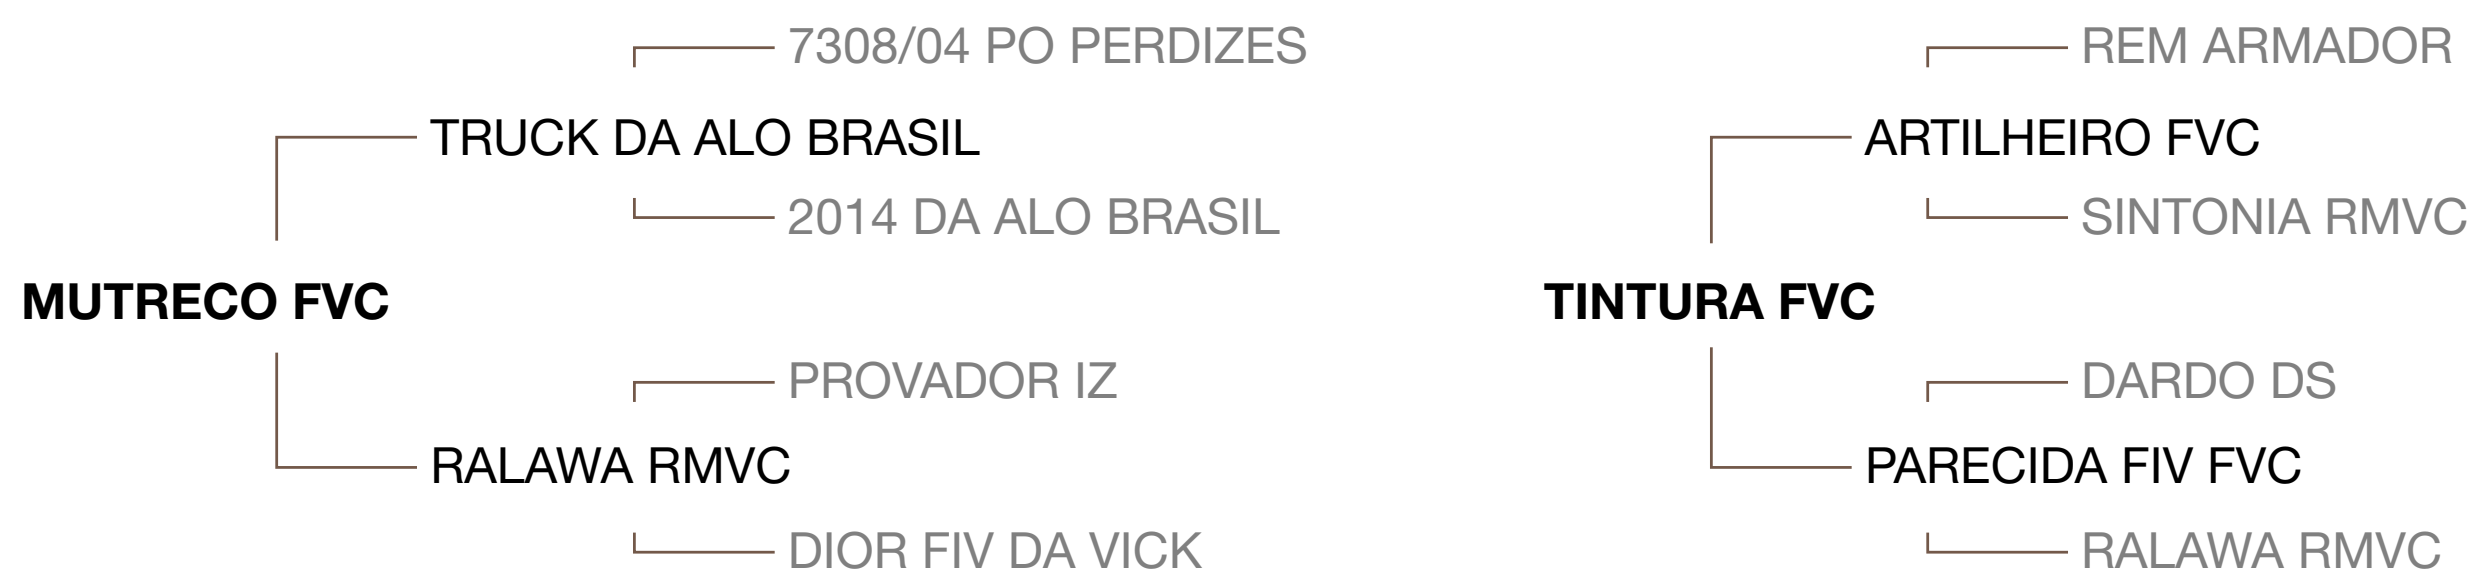 7308/04 PO PERDIZES
TRUCK DA ALO BRASIL
2014 DA ALO BRASIL
MUTRECO FVC
PROVADOR IZ
RALAWA RMVC
DIOR FIV DA VICK
REM ARMADOR
ARTILHEIRO FVC
SINTONIA RMVC
TINTURA FVC
DARDO DS
PARECIDA FIV FVC
RALAWA RMVC